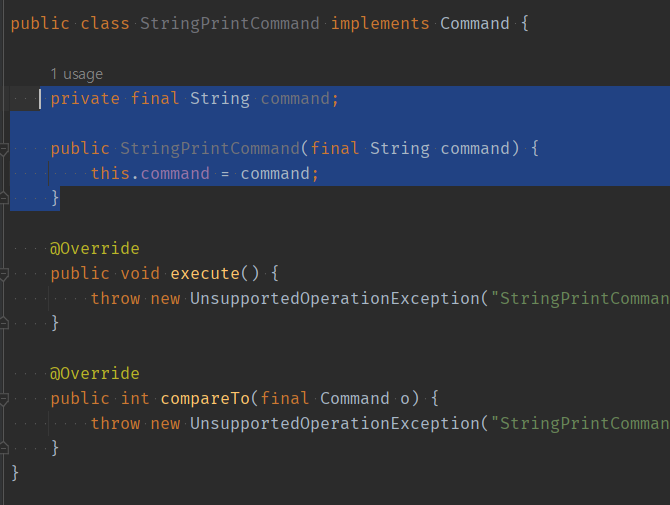 public class StringPrintCommand implements Command {
1 usage
private final String command;
public StringPrintCommand(final String command) {
this.command = command;
}
@Override
public void execute() {
throw new UnsupportedOperationException("StringPrintComman
}
@Override
public int compareTo(final Command o) {
throw new UnsupportedOperationException("StringPrintComman
}
}